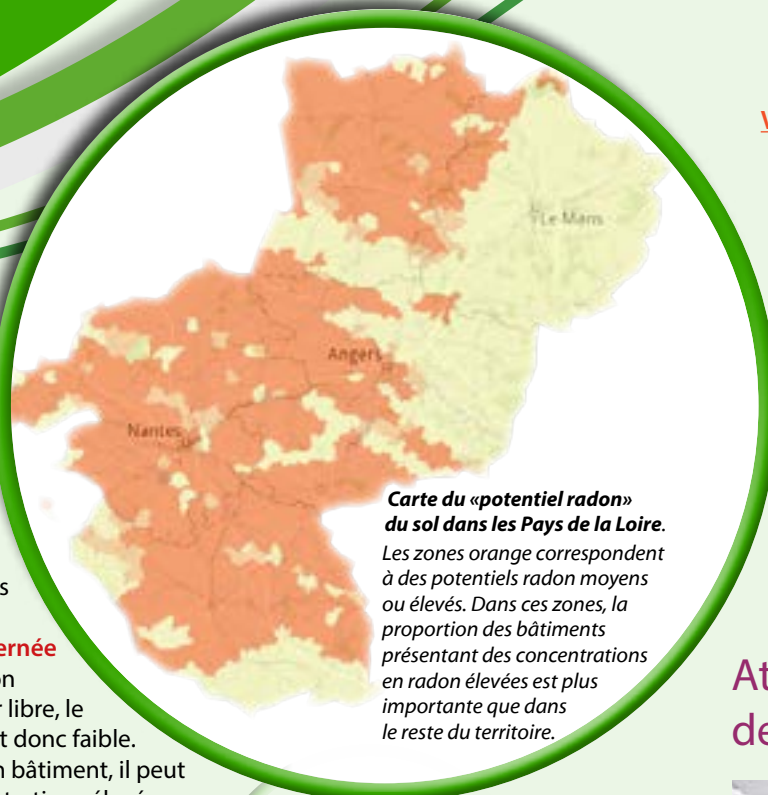 Le Mans
Angers
Nantes
Carte du «potentiel radon»
du sol dans les Pays de la Loire.
Les zones orange correspondent
à des potentiels radon moyens
ou élevés. Dans ces zones, la
proportion des bâtiments
présentant des concentrations
en radon élevées est plus
importante que dans
le reste du territoire.
libre, le
t donc faible.
bâtiment, il peut
At
de